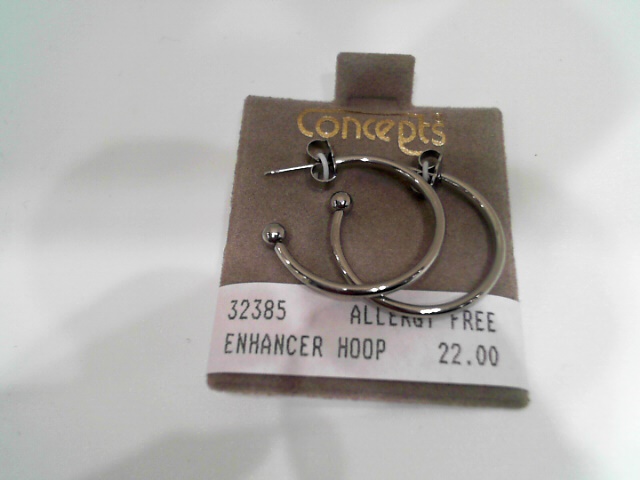 Concepts
32385 ALLERGY FREE
ENHANCER HOOP 22.00